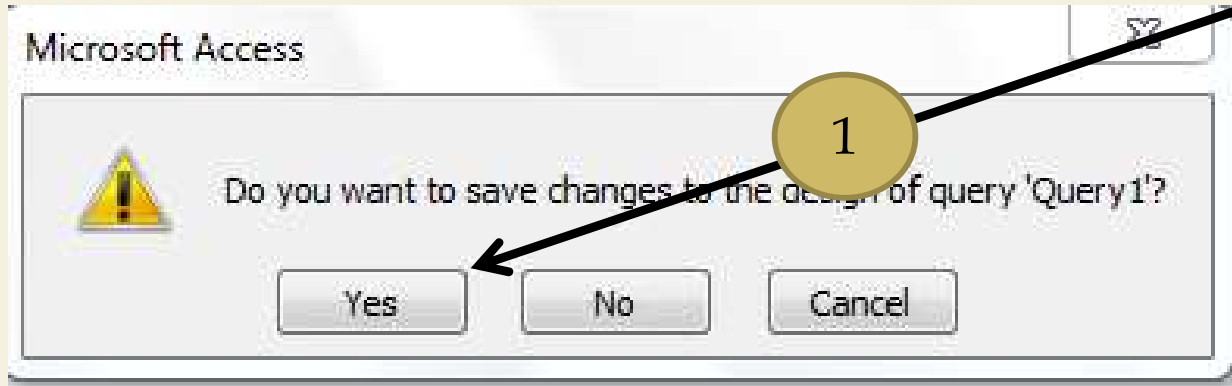 Microsoft Access
1
Do you want to save changes to the design of query 'Query1'?
Yes No Cancel